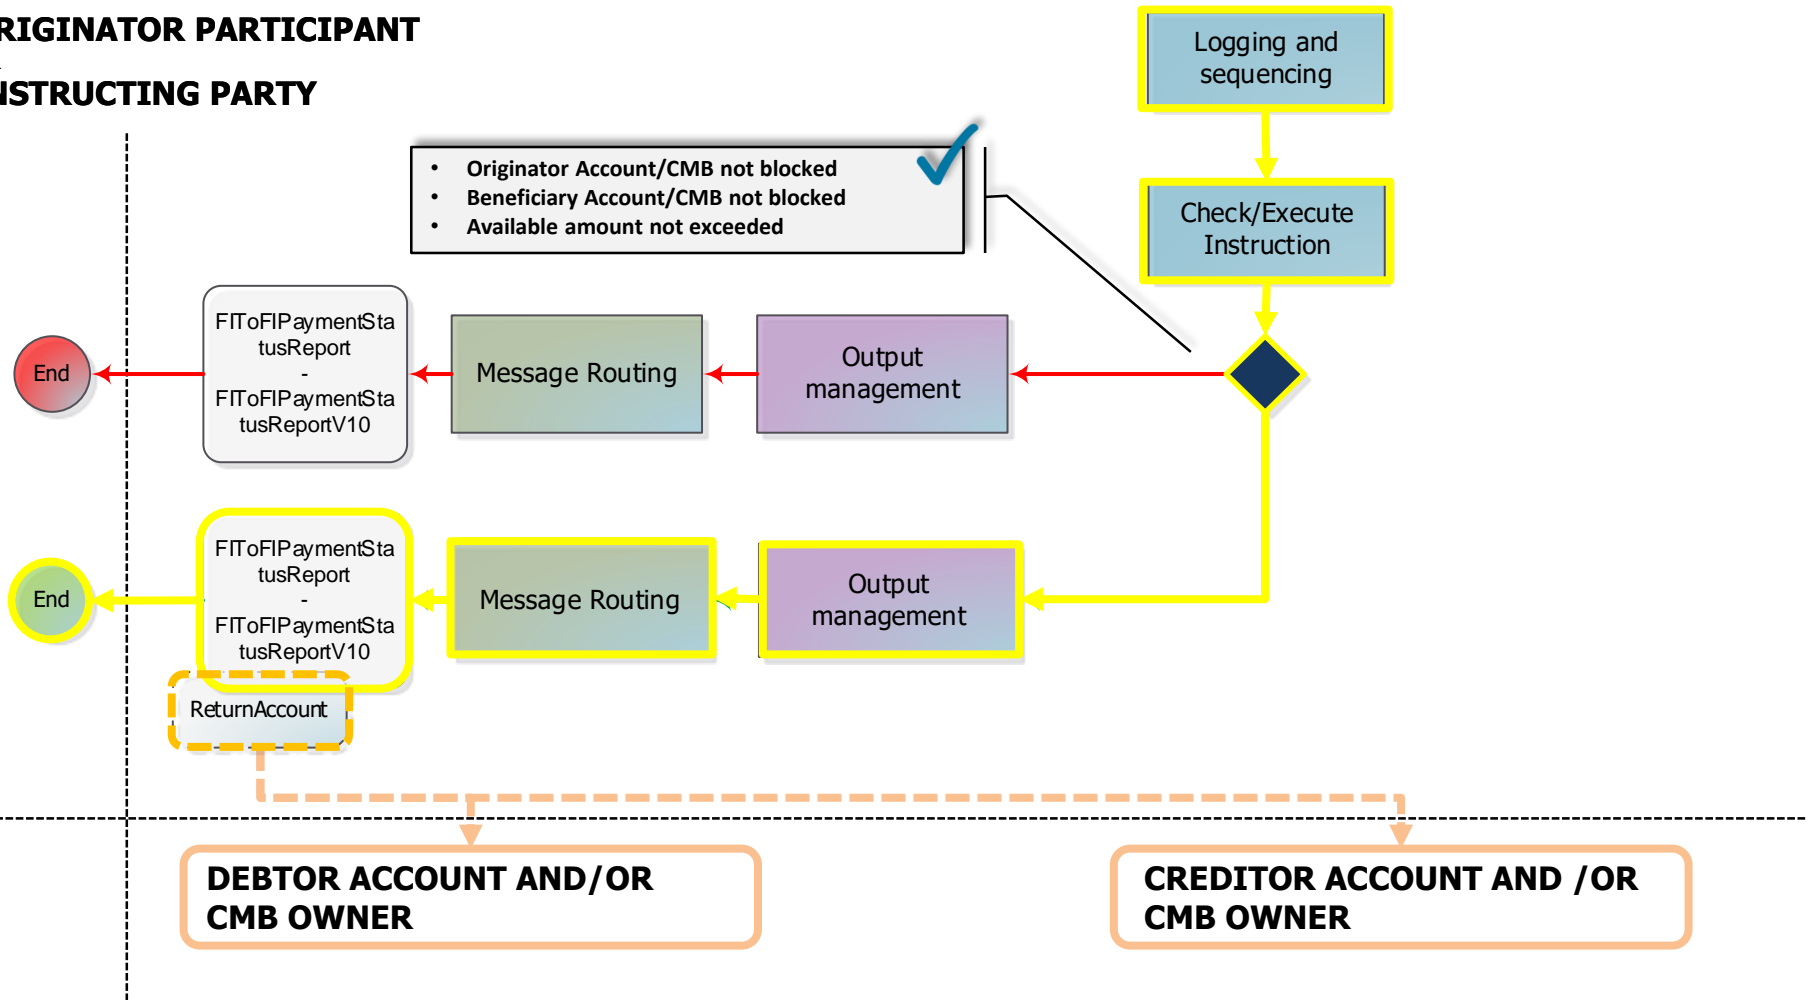 RIGINATOR PARTICIPANT
NSTRUCTING PARTY
Logging and
sequencing
• Originator Account/CMB not blocked
• Beneficiary Account/CMB not blocked
• Available amount not exceeded
Check/Execute
Instruction
End
FIToFIPaymentSta
tusReport
-
FIToFIPaymentSta
tusReportV10
Message Routing
Output
management
End
FIToFIPaymentSta
tusReport
-
FIToFIPaymentSta
tusReportV10
Message Routing
Output
management
ReturnAccount
DEBTOR ACCOUNT AND/OR
CMB OWNER
CREDITOR ACCOUNT AND /OR
CMB OWNER